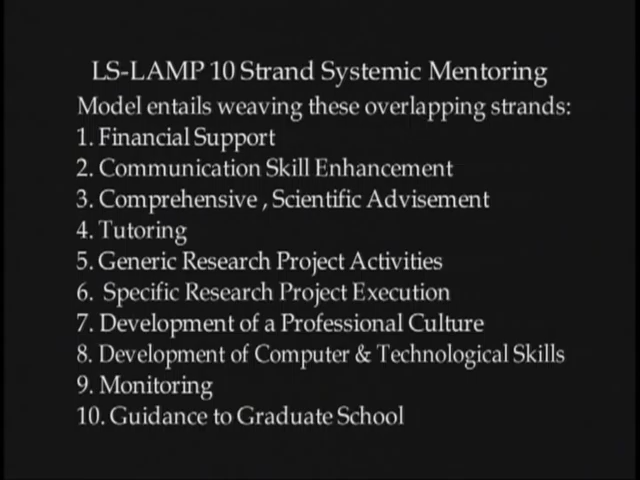 LS-LAMP 10 Strand Systemic Mentoring
Model entails weaving these overlapping strands:
1. Financial Support
2. Communication Skill Enhancement
3. Comprehensive , Scientific Advisement
4. Tutoring
5. Generic Research Project Activities
6. Specific Research Project Execution
7. Development of a Professional Culture
8. Development of Computer & Technological Skills
9. Monitoring
10. Guidance to Graduate School